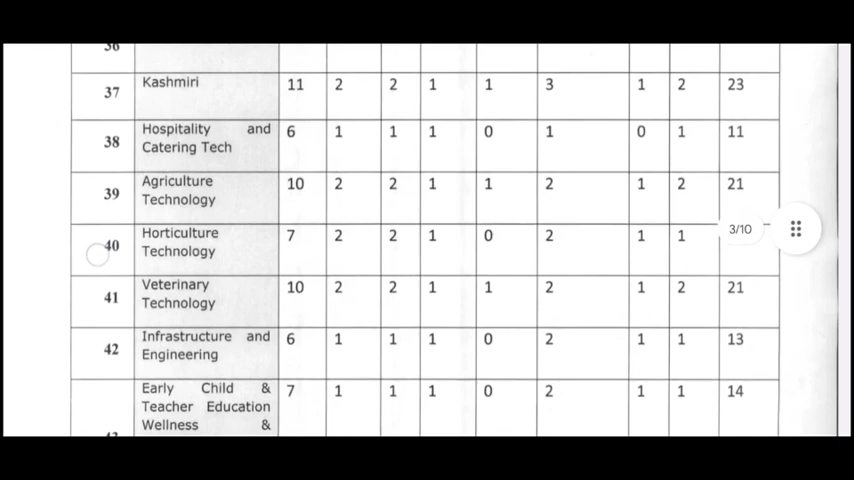 36
37 Kashmiri 11 2 2 1 1 3 1 2 23
38 Hospitality and 6 1 1 1 0 1 0 1 11
Catering Tech
39 Agriculture 10 2 2 1 1 2 1 2 21
Technology
3/10
40 Horticulture 7 2 2 1 0 2 1 1
Technology
41 Veterinary 10 2 2 1 1 2 1 2 21
Technology
42 Infrastructure and 6 1 1 1 0 2 1 1 13
Engineering
Early Child & 7 1 1 1 0 2 1 1 14
Teacher Education
43 Wellness &